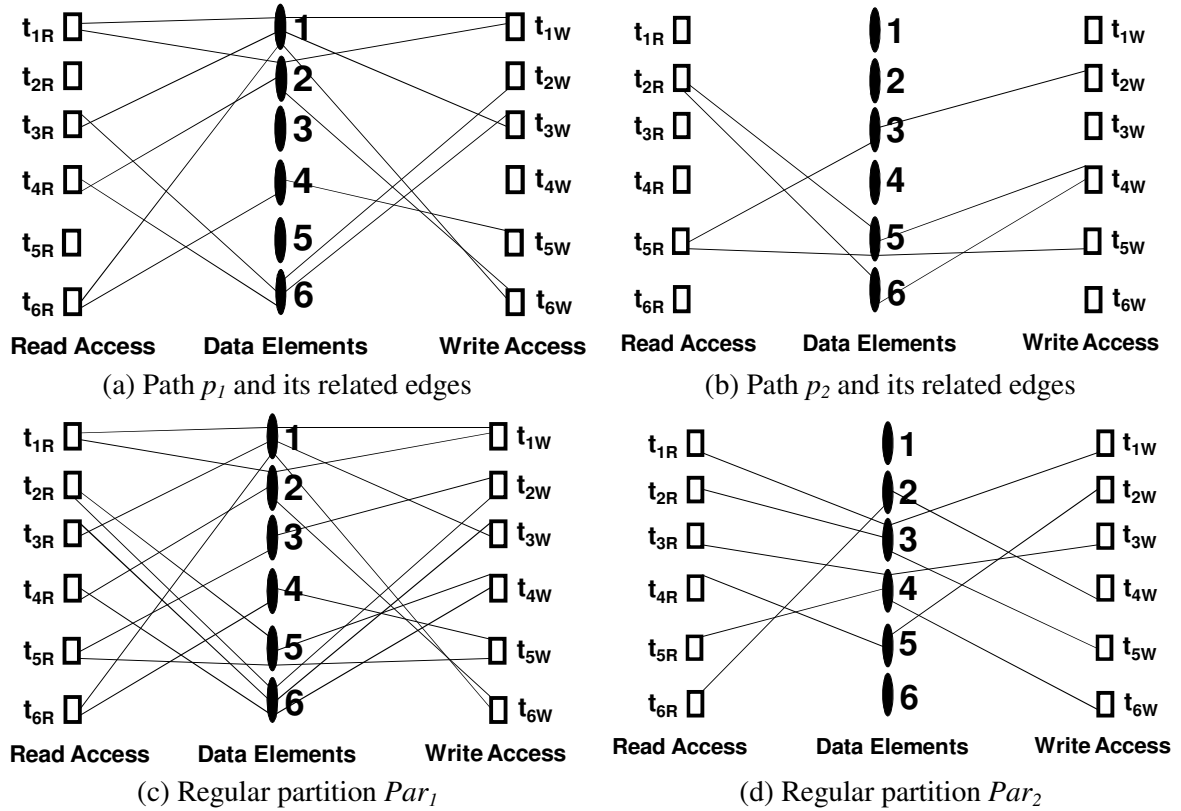 t1R 1 t1W
t2R 2 t2W
t3R 3 t3W
t4R 4 t4W
t5R 5 t5W
t6R 6 t6W
Read Access Data Elements Write Access
(a) Path p1 and its related edges
t1R 1 t1W
t2R 2 t2W
t3R 3 t3W
t4R 4 t4W
t5R 5 t5W
t6R 6 t6W
Read Access Data Elements Write Access
(b) Path p2 and its related edges
t1R 1 t1W
t2R 2 t2W
t3R 3 t3W
t4R 4 t4W
t5R 5 t5W
t6R 6 t6W
Read Access Data Elements Write Access
(c) Regular partition Par1
t1R 1 t1W
t2R 2 t2W
t3R 3 t3W
t4R 4 t4W
t5R 5 t5W
t6R 6 t6W
Read Access Data Elements Write Access
(d) Regular partition Par2